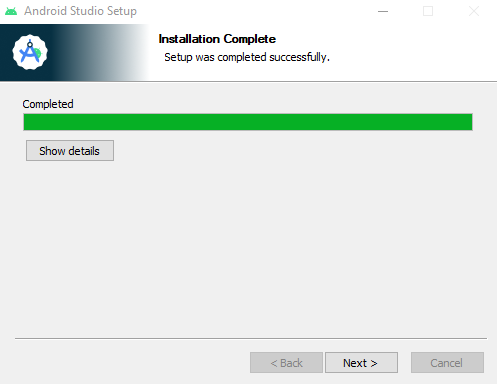 Android Studio Setup
Installation Complete
Setup was completed successfully.
Completed
Show details
< Back
Next >
Cancel